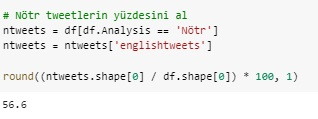 # Nötr tweetlerin yüzdesini al
ntweets = df[df.Analysis == 'Nötr']
ntweets = ntweets['englishtweets']
round((ntweets.shape[0] / df.shape[0]) * 100, 1)
56.6